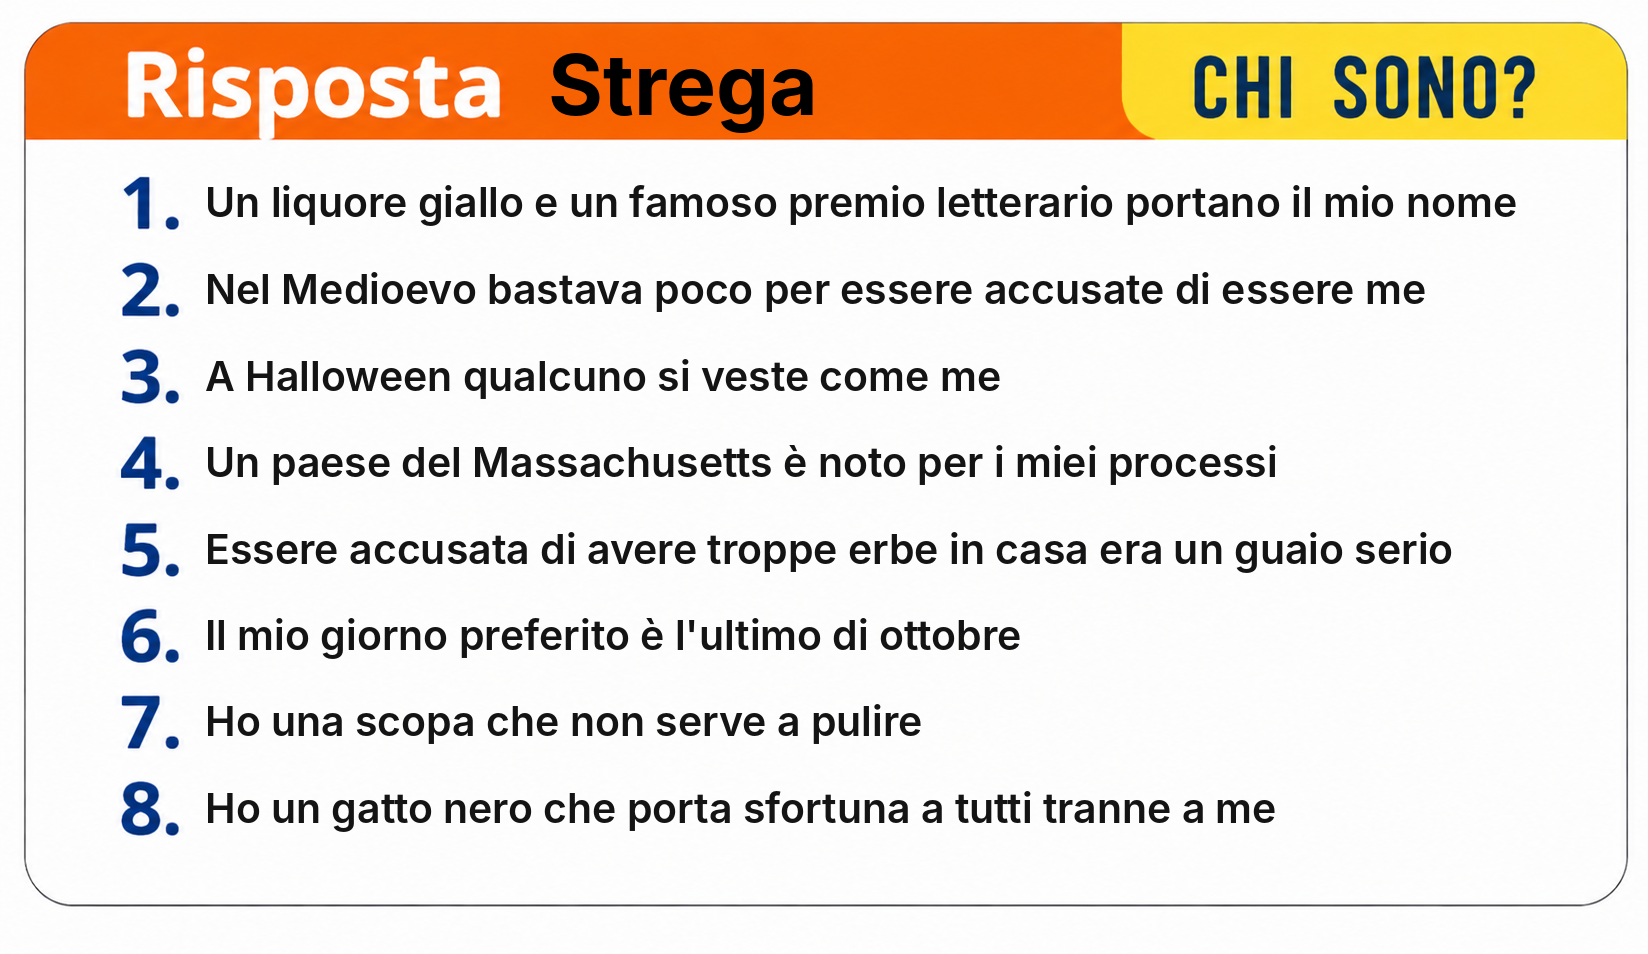 Risposta Strega CHI SONO?
1. Un liquore giallo e un famoso premio letterario portano il mio nome
2. Nel Medioevo bastava poco per essere accusate di essere me
3. A Halloween qualcuno si veste come me
4. Un paese del Massachusetts è noto per i miei processi
5. Essere accusata di avere troppe erbe in casa era un guaio serio
6. Il mio giorno preferito è l'ultimo di ottobre
7. Ho una scopa che non serve a pulire
8. Ho un gatto nero che porta sfortuna a tutti tranne a me